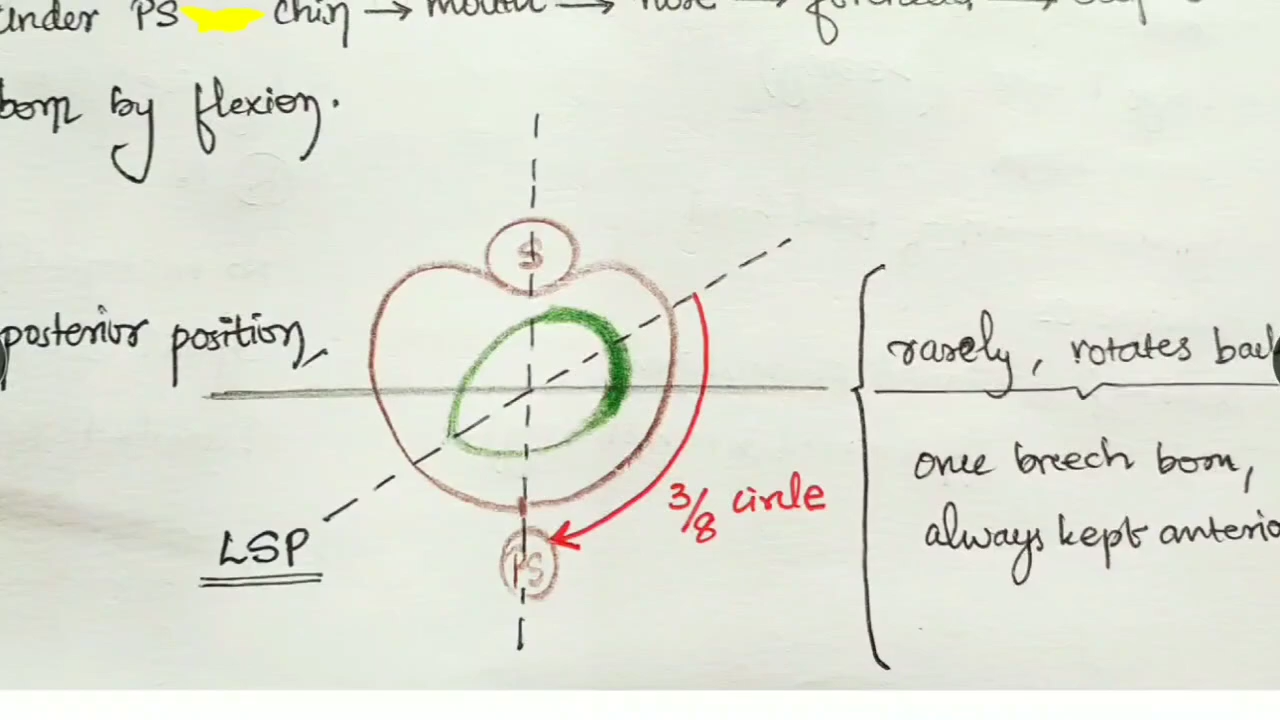 under PS chin → mouth → nose → forehead →
born by flexion.
S
posterior position,
rarely, rotates bac
once breech born,
3/8 circle
always kept anterio
LSP
PS